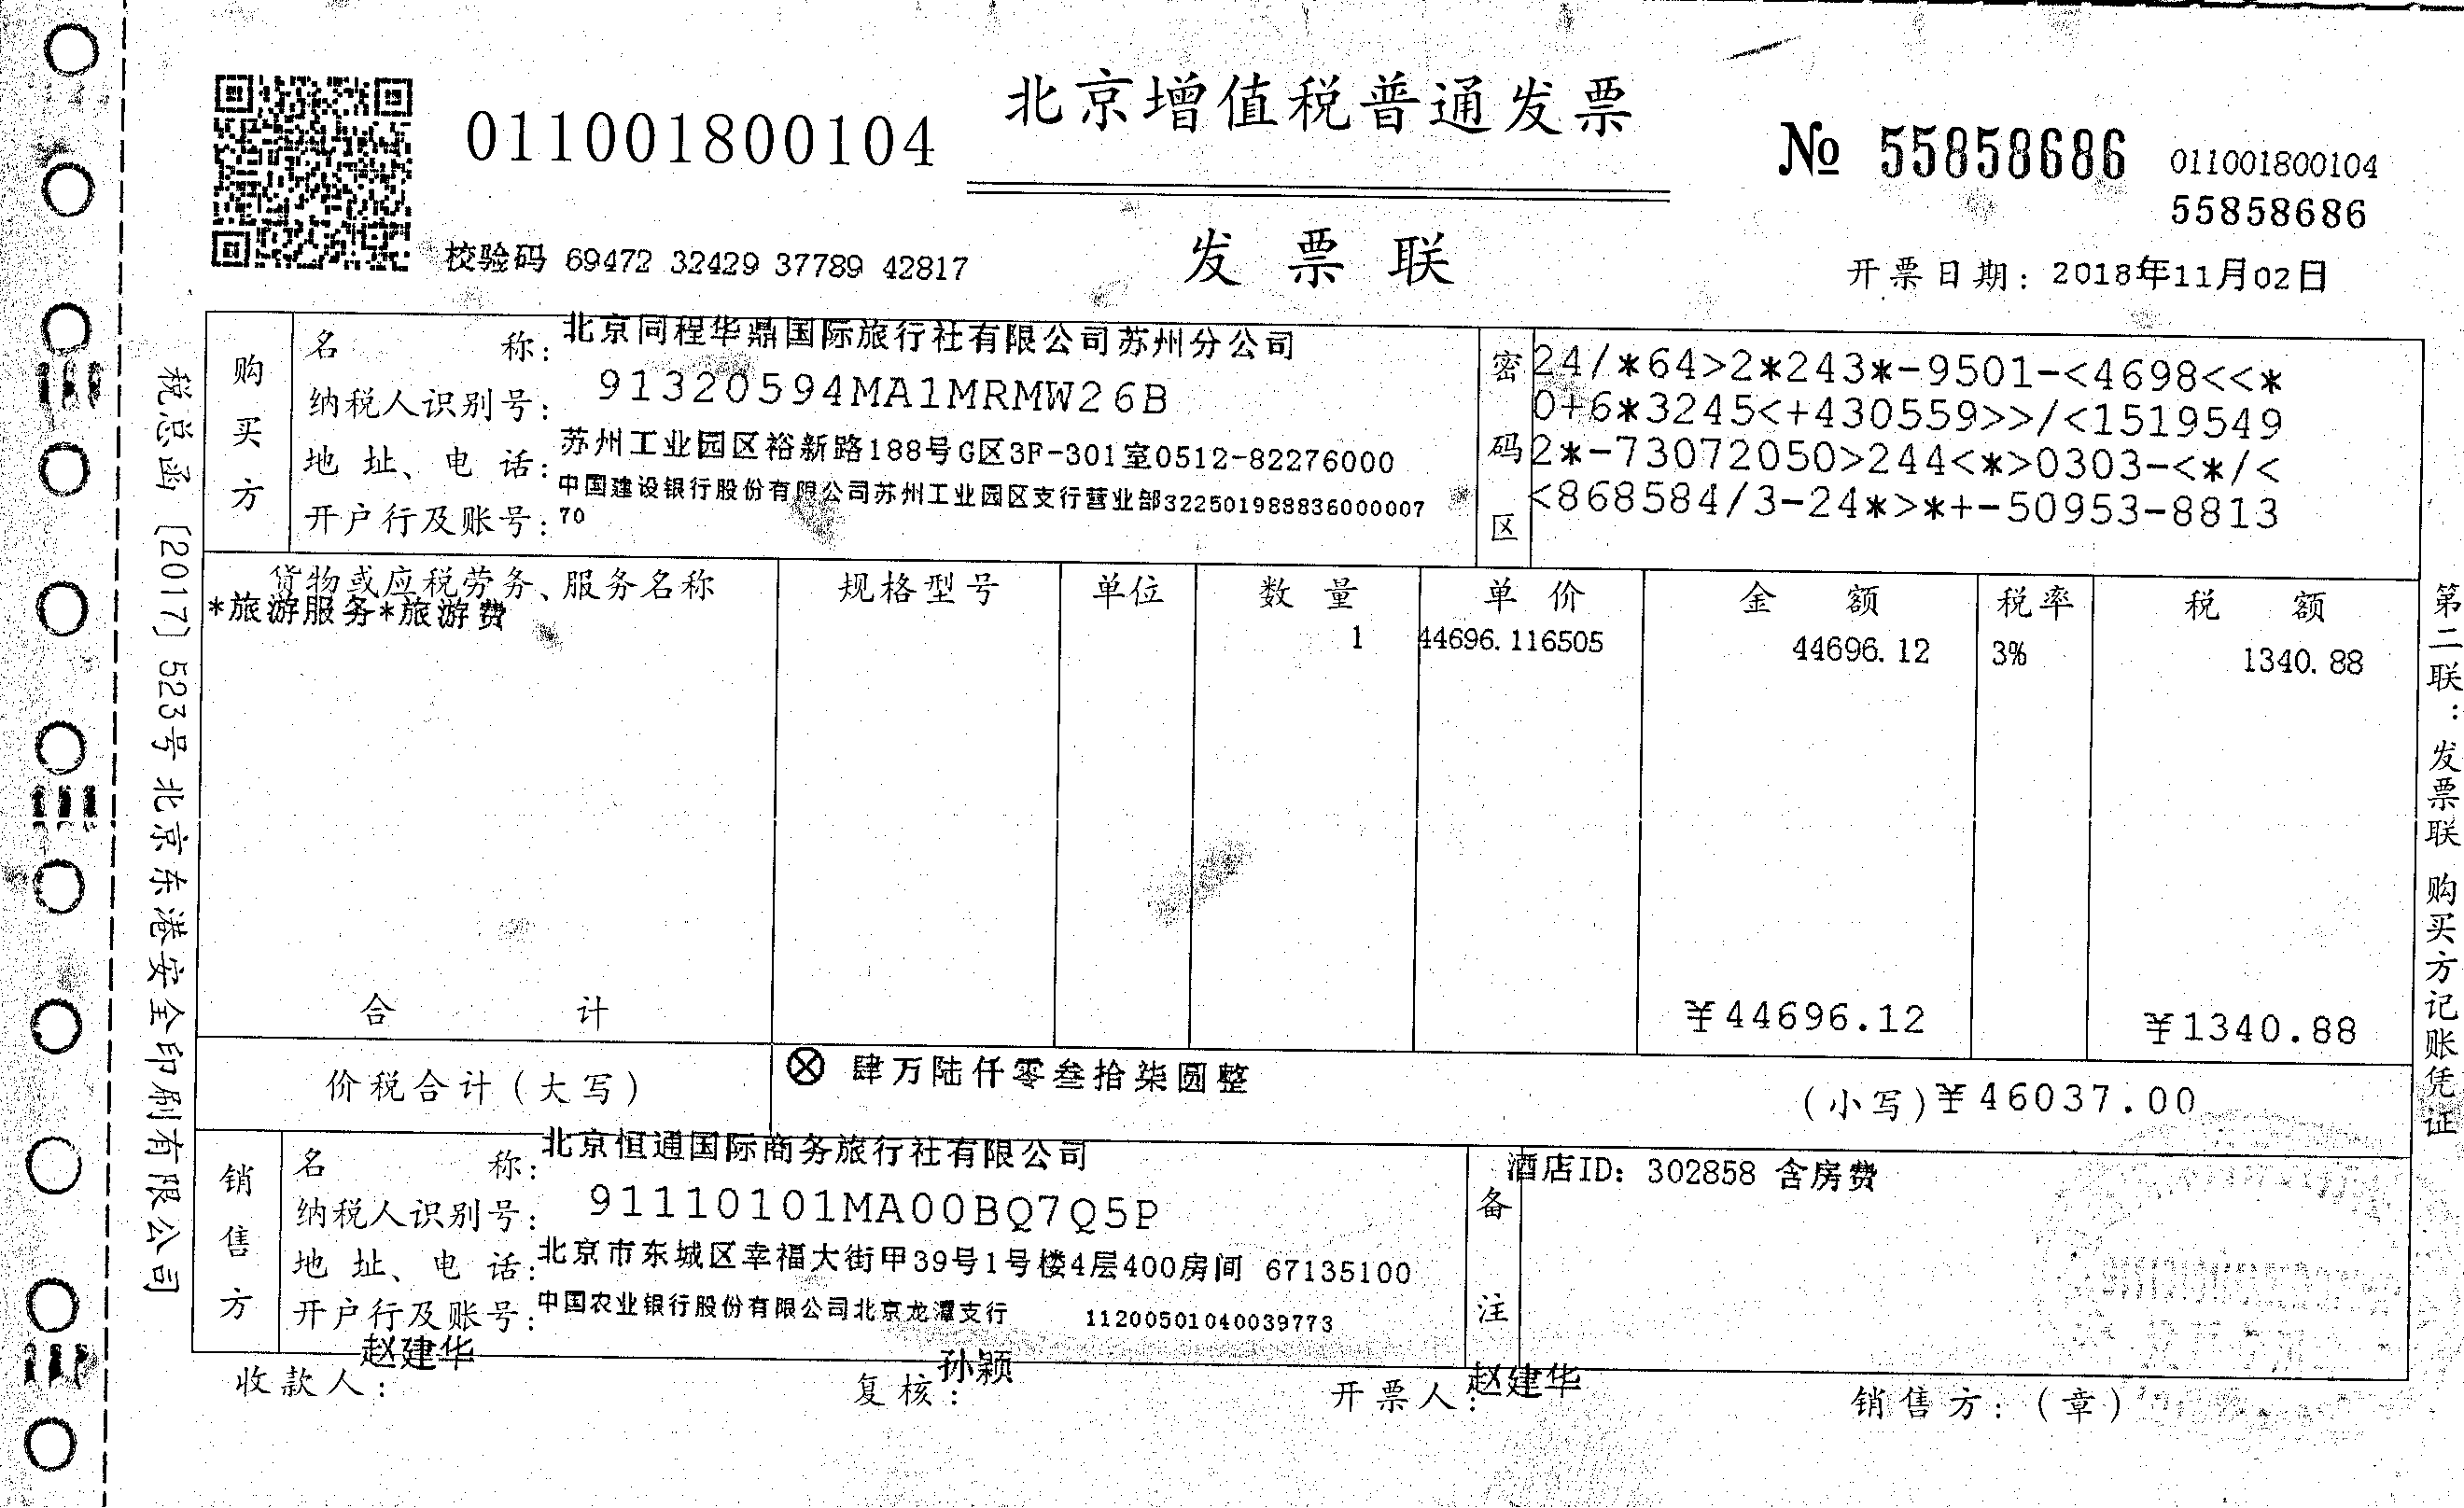 北京增值税普通发票
011001800104
№ 55858686
011001800104
55858686
校验码 69472 32429 37789 42817
发票联
开票日期: 2018年11月02日
购买方
名称: 北京同程华鼎国际旅行社有限公司苏州分公司
纳税人识别号: 91320594MA1MRMW26B
地址、电话: 苏州工业园区裕新路188号G区3F-301室0512-82276000
开户行及账号: 中国建设银行股份有限公司苏州工业园区支行营业部322501988836000007
70
密码区
24/*64>2*243*-9501-<4698<<*
0+6*3245<+430559>>/<1519549
2*-73072050>244<*>0303-<*/<
<868584/3-24*>*+-50953-8813
货物或应税劳务、服务名称 规格型号 单位 数量 单价 金额 税率 税额
*旅游服务*旅游费 1 44696.116505 44696.12 3% 1340.88
合计 ¥44696.12 ¥1340.88
价税合计(大写) ⊗ 肆万陆仟零叁拾柒圆整 (小写)¥46037.00
销售方
名称: 北京恒通国际商务旅行社有限公司
纳税人识别号: 91110101MA00BQ7Q5P
地址、电话: 北京市东城区幸福大街甲39号1号楼4层400房间 67135100
开户行及账号: 中国农业银行股份有限公司北京龙潭支行 11200501040039773
备注
酒店ID: 302858 含房费
收款人: 赵建华 复核: 孙颖 开票人: 赵建华 销售方: (章)
税总函〔2017〕523号北京东港安全印刷有限公司
第二联:发票联 购买方记账凭证